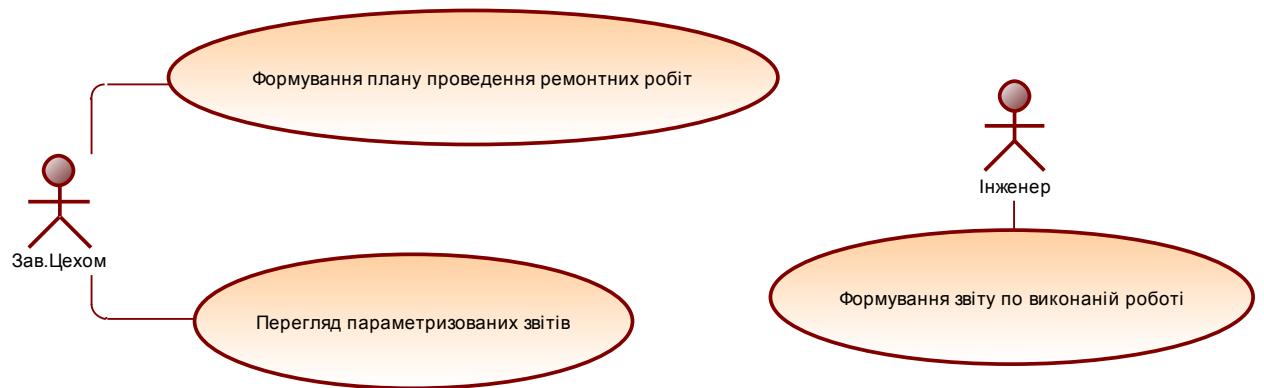 Формування плану проведення ремонтних робіт
Інженер
Зав.Цехом
Формування звіту по виконаній роботі
Перегляд параметризованих звітів